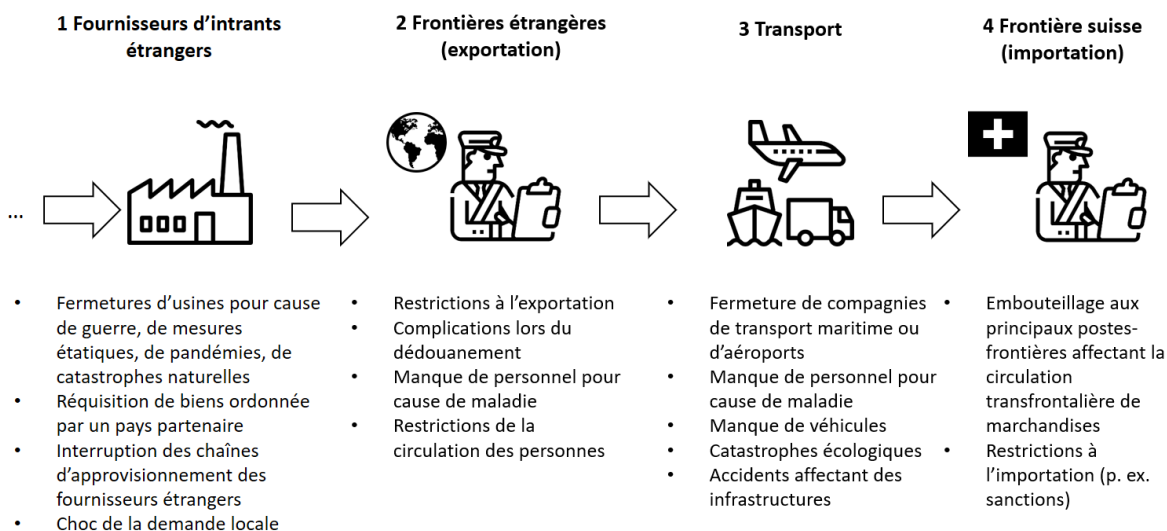 1 Fournisseurs d’intrants
étrangers
2 Frontières étrangères
(exportation)
3 Transport
4 Frontière suisse
(importation)
...
• Fermetures d’usines pour cause
de guerre, de mesures
étatiques, de pandémies, de
catastrophes naturelles
• Réquisition de biens ordonnée
par un pays partenaire
• Interruption des chaînes
d’approvisionnement des
fournisseurs étrangers
• Choc de la demande locale
• Restrictions à l’exportation
• Complications lors du
dédouanement
• Manque de personnel pour
cause de maladie
• Restrictions de la
circulation des personnes
• Fermeture de compagnies
de transport maritime ou
d’aéroports
• Manque de personnel pour
cause de maladie
• Manque de véhicules
• Catastrophes écologiques
• Accidents affectant des
infrastructures
• Embouteillage aux
principaux postes-
frontières affectant la
circulation
transfrontalière de
marchandises
• Restrictions à
l’importation (p. ex.
sanctions)